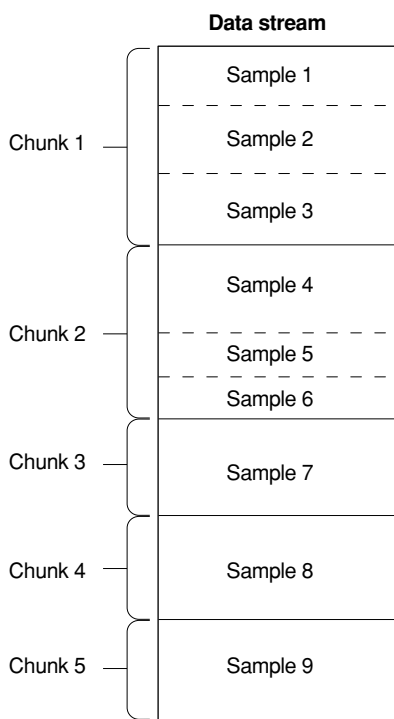 Data stream
Sample 1
Chunk 1
Sample 2
Sample 3
Sample 4
Chunk 2
Sample 5
Sample 6
Chunk 3
Sample 7
Chunk 4
Sample 8
Chunk 5
Sample 9